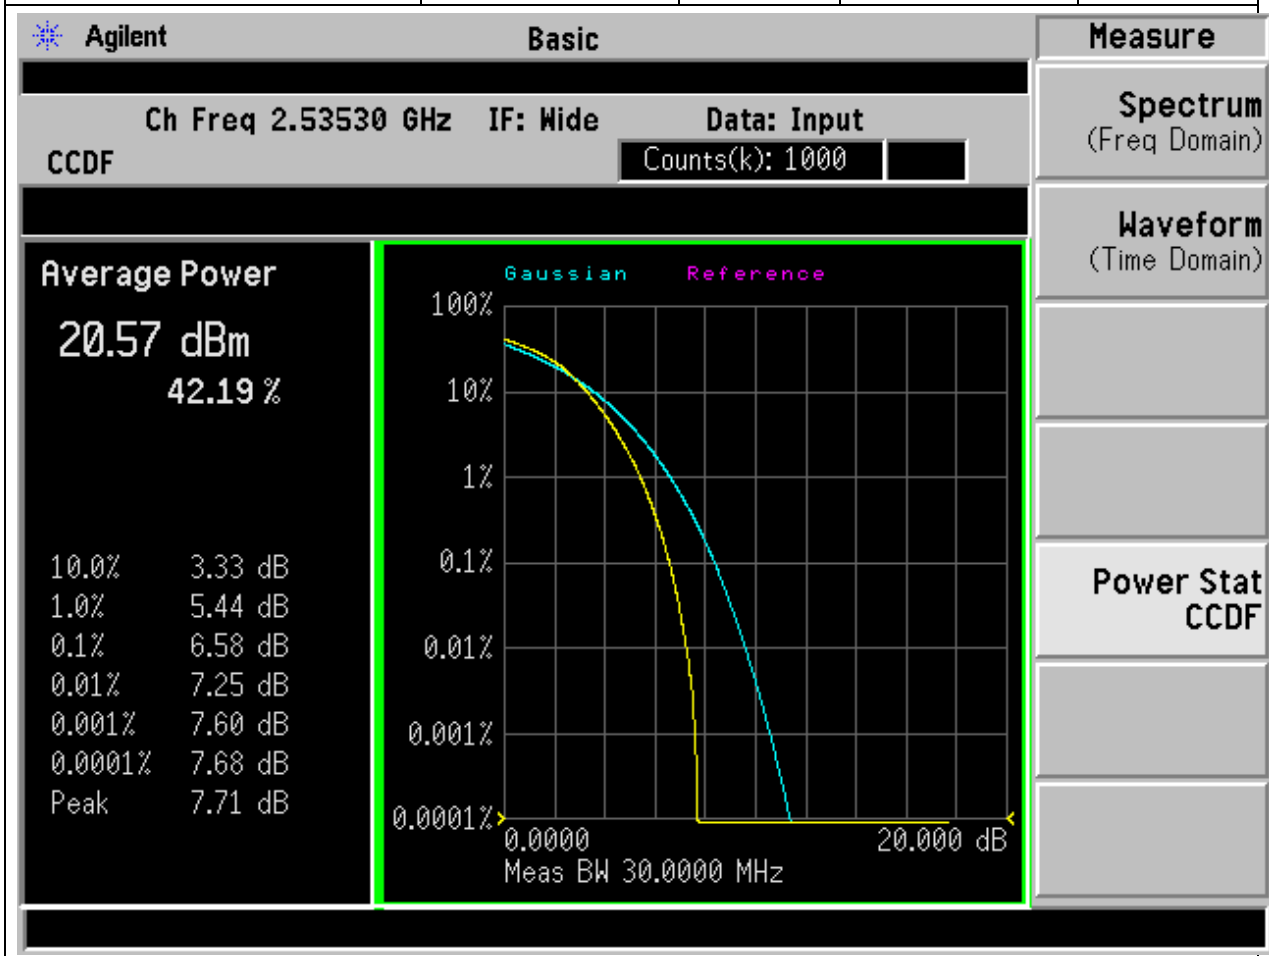 Agilent
Basic
Measure
Ch Freq 2.53530 GHz IF: Wide Data: Input
CCDF
Counts(k): 1000
Spectrum
(Freq Domain)
Waveform
(Time Domain)
Power Stat
CCDF
Average Power
20.57 dBm
42.19 %
10.0% 3.33 dB
1.0% 5.44 dB
0.1% 6.58 dB
0.01% 7.25 dB
0.001% 7.60 dB
0.0001% 7.68 dB
Peak 7.71 dB
Gaussian Reference
100%
10%
1%
0.1%
0.01%
0.001%
0.0001%
0.0000 20.000 dB
Meas BW 30.0000 MHz